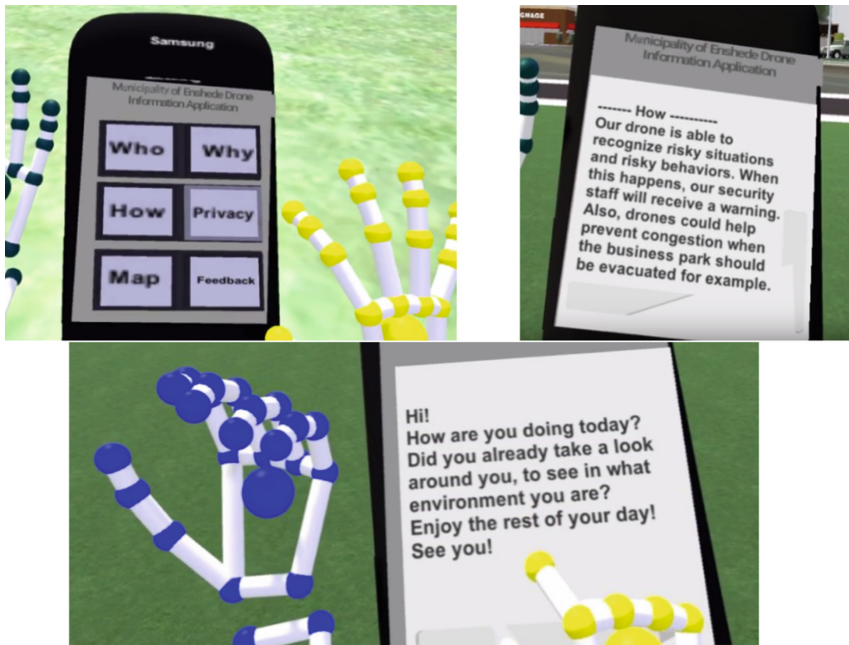 Samsung
Municipality of Enshede Drone
Information Application
Who
Why
How
Privacy
Map
Feedback
Municipality of Enshede Drone
Information Application
------- How ----------
Our drone is able to
recognize risky situations
and risky behaviors. When
this happens, our security
staff will receive a warning.
Also, drones could help
prevent congestion when
the business park should
be evacuated for example.
Hi!
How are you doing today?
Did you already take a look
around you, to see in what
environment you are?
Enjoy the rest of your day!
See you!